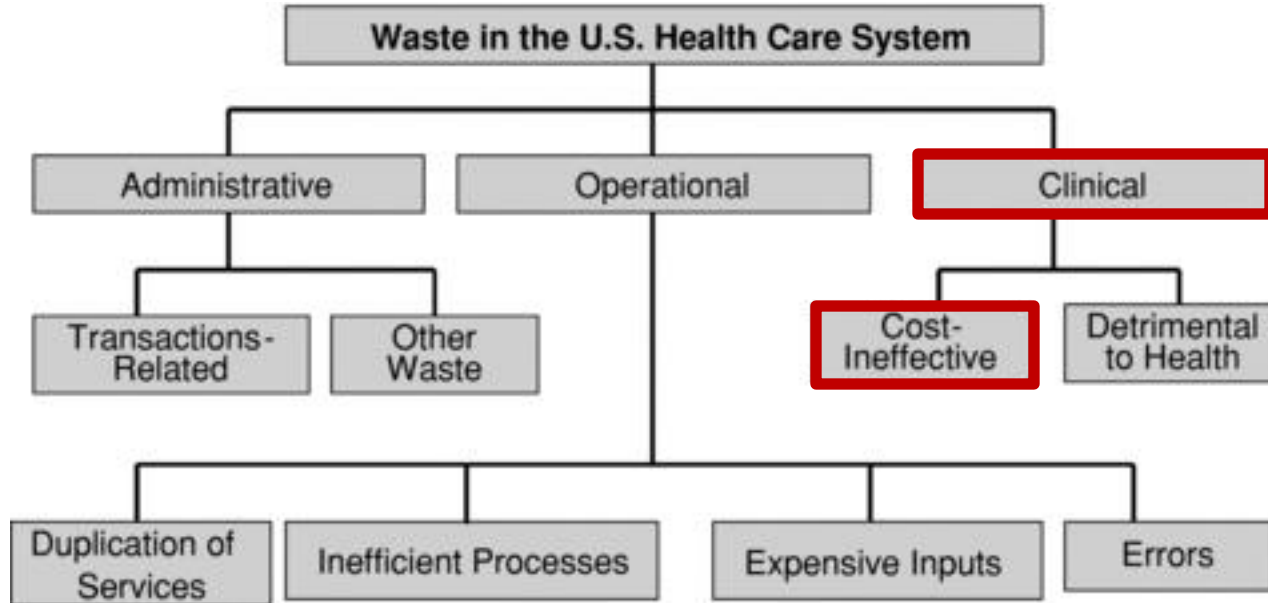 Waste in the U.S. Health Care System
Administrative
Operational
Clinical
Transactions-
Related
Other
Waste
Cost-
Ineffective
Detrimental
to Health
Duplication of
Services
Inefficient Processes
Expensive Inputs
Errors